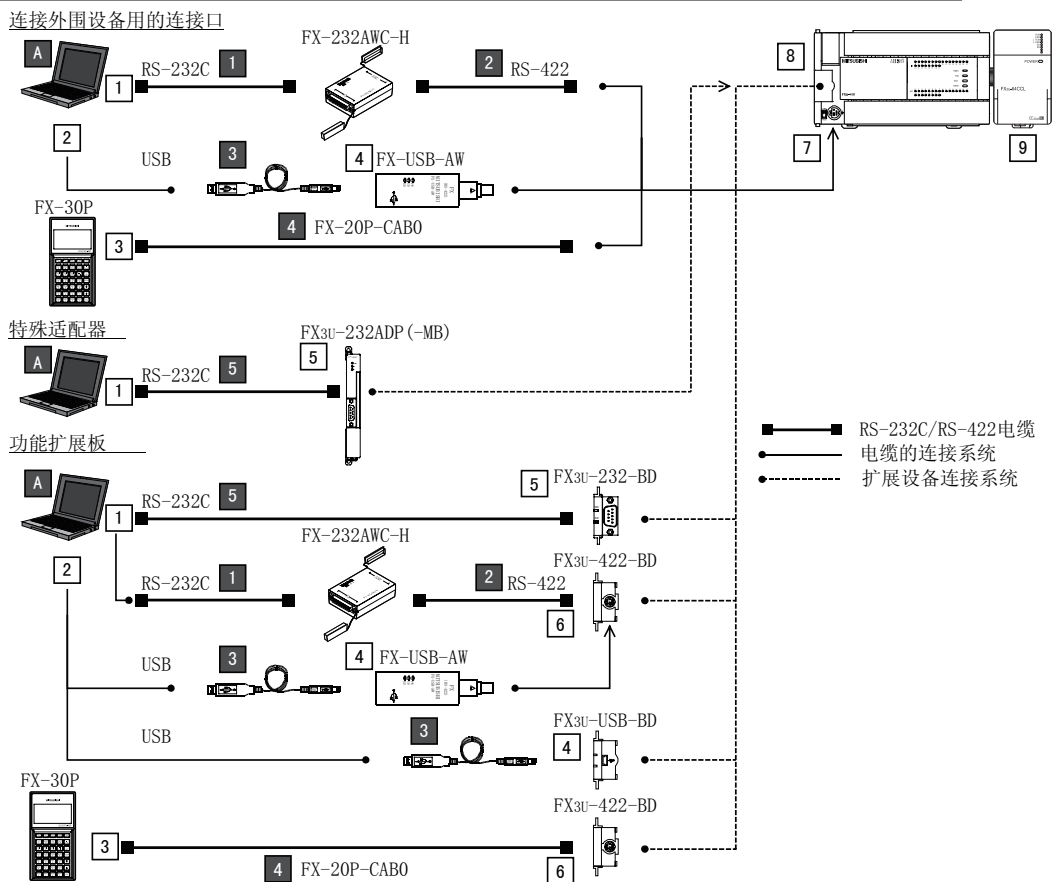 连接外围设备用的连接口
A
1
RS-232C
1
FX-232AWC-H
2
RS-422
2
USB
3
4
FX-USB-AW
FX-30P
3
4
FX-20P-CAB0
8
MITSUBISHI
POWER
7
9
特殊适配器
A
1
RS-232C
5
FX3U-232ADP(-MB)
5
RS-232C/RS-422电缆
电缆的连接系统
扩展设备连接系统
功能扩展板
A
1
RS-232C
5
5
FX3U-232-BD
FX-232AWC-H
FX3U-422-BD
2
RS-232C
1
2
RS-422
6
USB
3
4
FX-USB-AW
USB
3
FX3U-USB-BD
4
FX-30P
FX3U-422-BD
3
4
FX-20P-CAB0
6